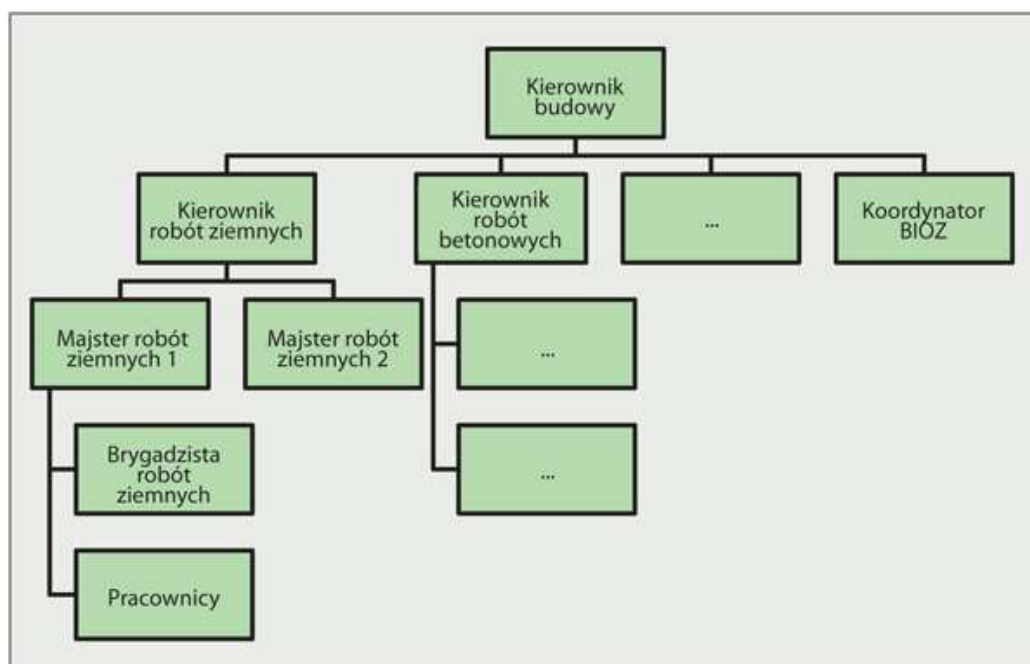 Kierownik
budowy
Kierownik
robót ziemnych
Kierownik
robót
betonowych
...
Koordynator
BIOZ
Majster robót
ziemnych 1
Majster robót
ziemnych 2
...
Brygadzista
robót
ziemnych
...
Pracownicy